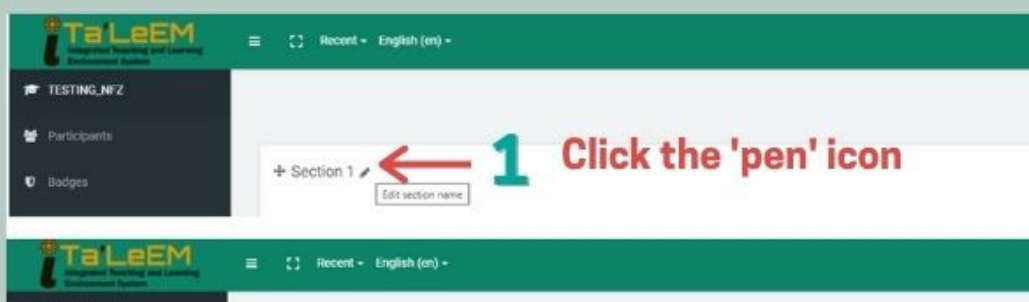 i Ta'LeEM
Integrated Teaching and Learning
Environment System
Recent English (en)
TESTING_NFZ
Participants
Badges
Section 1
Edit section name
1 Click the 'pen' icon
i Ta'LeEM
Integrated Teaching and Learning
Environment System
Recent English (en)